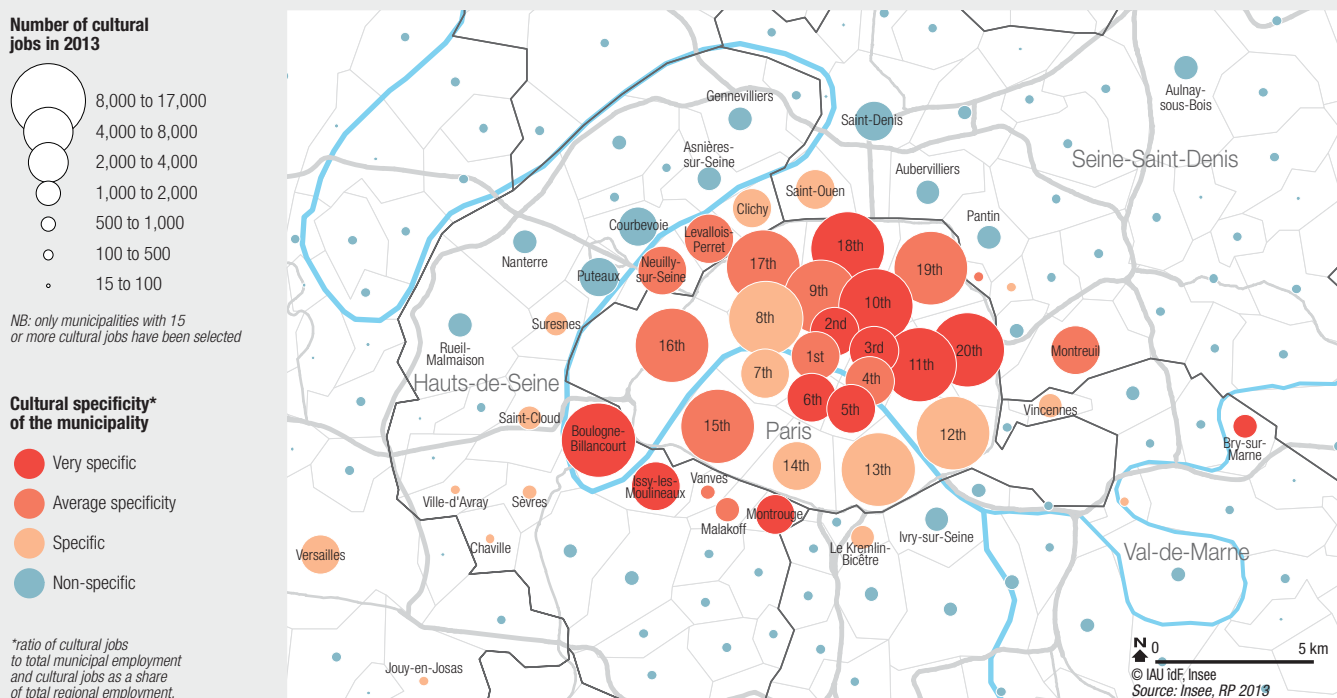 Number of cultural
jobs in 2013
8,000 to 17,000
4,000 to 8,000
2,000 to 4,000
1,000 to 2,000
500 to 1,000
100 to 500
15 to 100
NB: only municipalities with 15
or more cultural jobs have been selected
Cultural specificity*
of the municipality
Very specific
Average specificity
Specific
Non-specific
*ratio of cultural jobs
to total municipal employment
and cultural jobs as a share
of total regional employment.
Gennevilliers
Aulnay-
sous-Bois
Saint-Denis
Asnières-
sur-Seine
Seine-Saint-Denis
Aubervilliers
Saint-Ouen
Clichy
Pantin
Courbevoie
Levallois-
Perret
Nanterre
Neuilly-
sur-Seine
Puteaux
17th
18th
19th
9th
10th
8th
2nd
Suresnes
Rueil-
Malmaison
16th
1st
3rd
11th
20th
Montreuil
7th
4th
Hauts-de-Seine
6th
5th
Saint-Cloud
Vincennes
Boulogne-
Billancourt
15th
Paris
12th
Bry-sur-
Marne
14th
13th
Issy-les-
Moulineaux
Vanves
Ville-d'Avray
Sèvres
Malakoff
Montrouge
Ivry-sur-Seine
Chaville
Versailles
Le Kremlin-
Bicêtre
Val-de-Marne
Jouy-en-Josas
N
0
5 km
© IAU îdF, Insee
Source: Insee, RP 2013